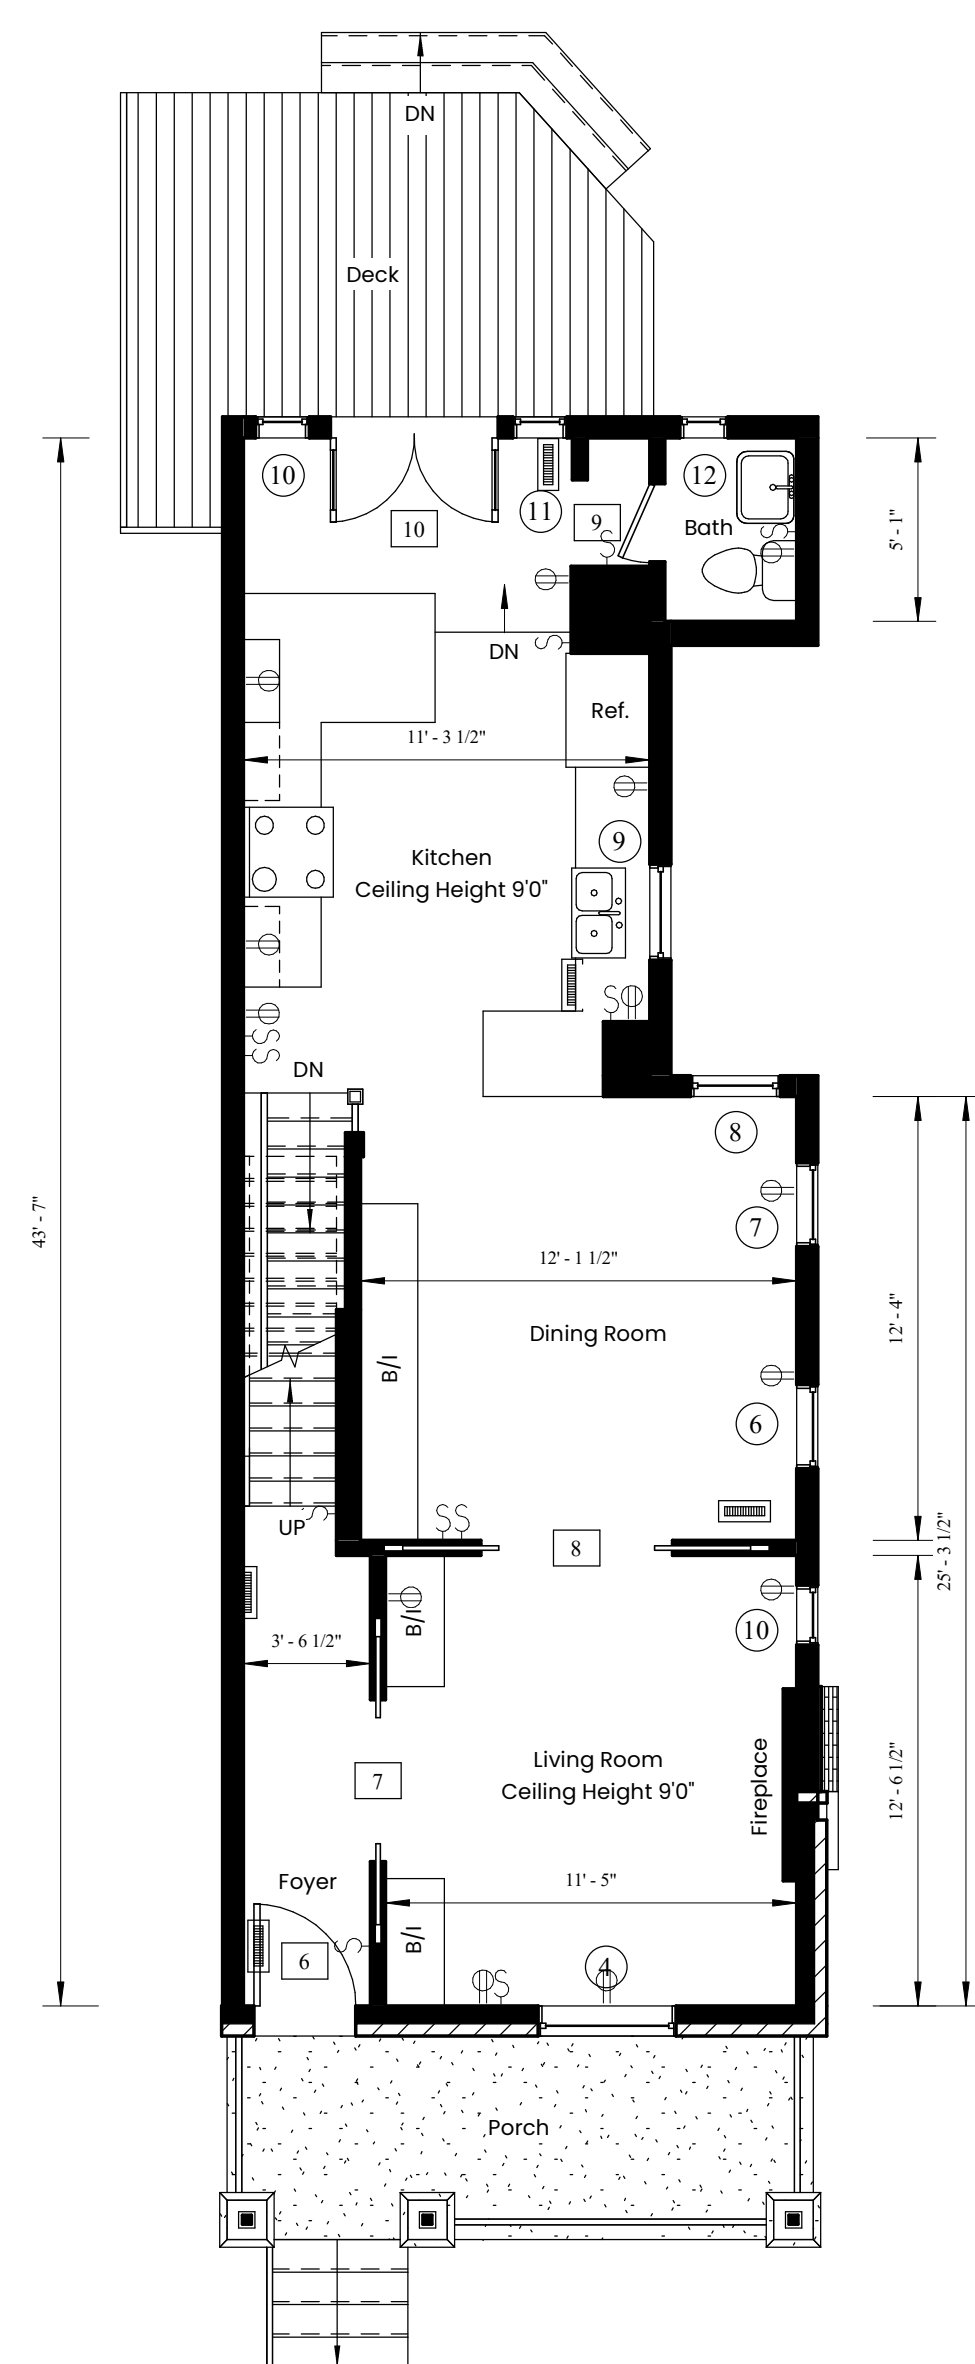 DN
Deck
10
12
11
10
9
Bath
5' - 1"
DN
Ref.
11' - 3 1/2"
9
Kitchen
Ceiling Height 9'0"
DN
8
7
43' - 7"
12' - 1 1/2"
12' - 4"
Dining Room
B/I
6
UP
8
25' - 3 1/2"
B/I
10
3' - 6 1/2"
Living Room
Ceiling Height 9'0"
7
Fireplace
12' - 6 1/2"
Foyer
11' - 5"
B/I
6
4
Porch